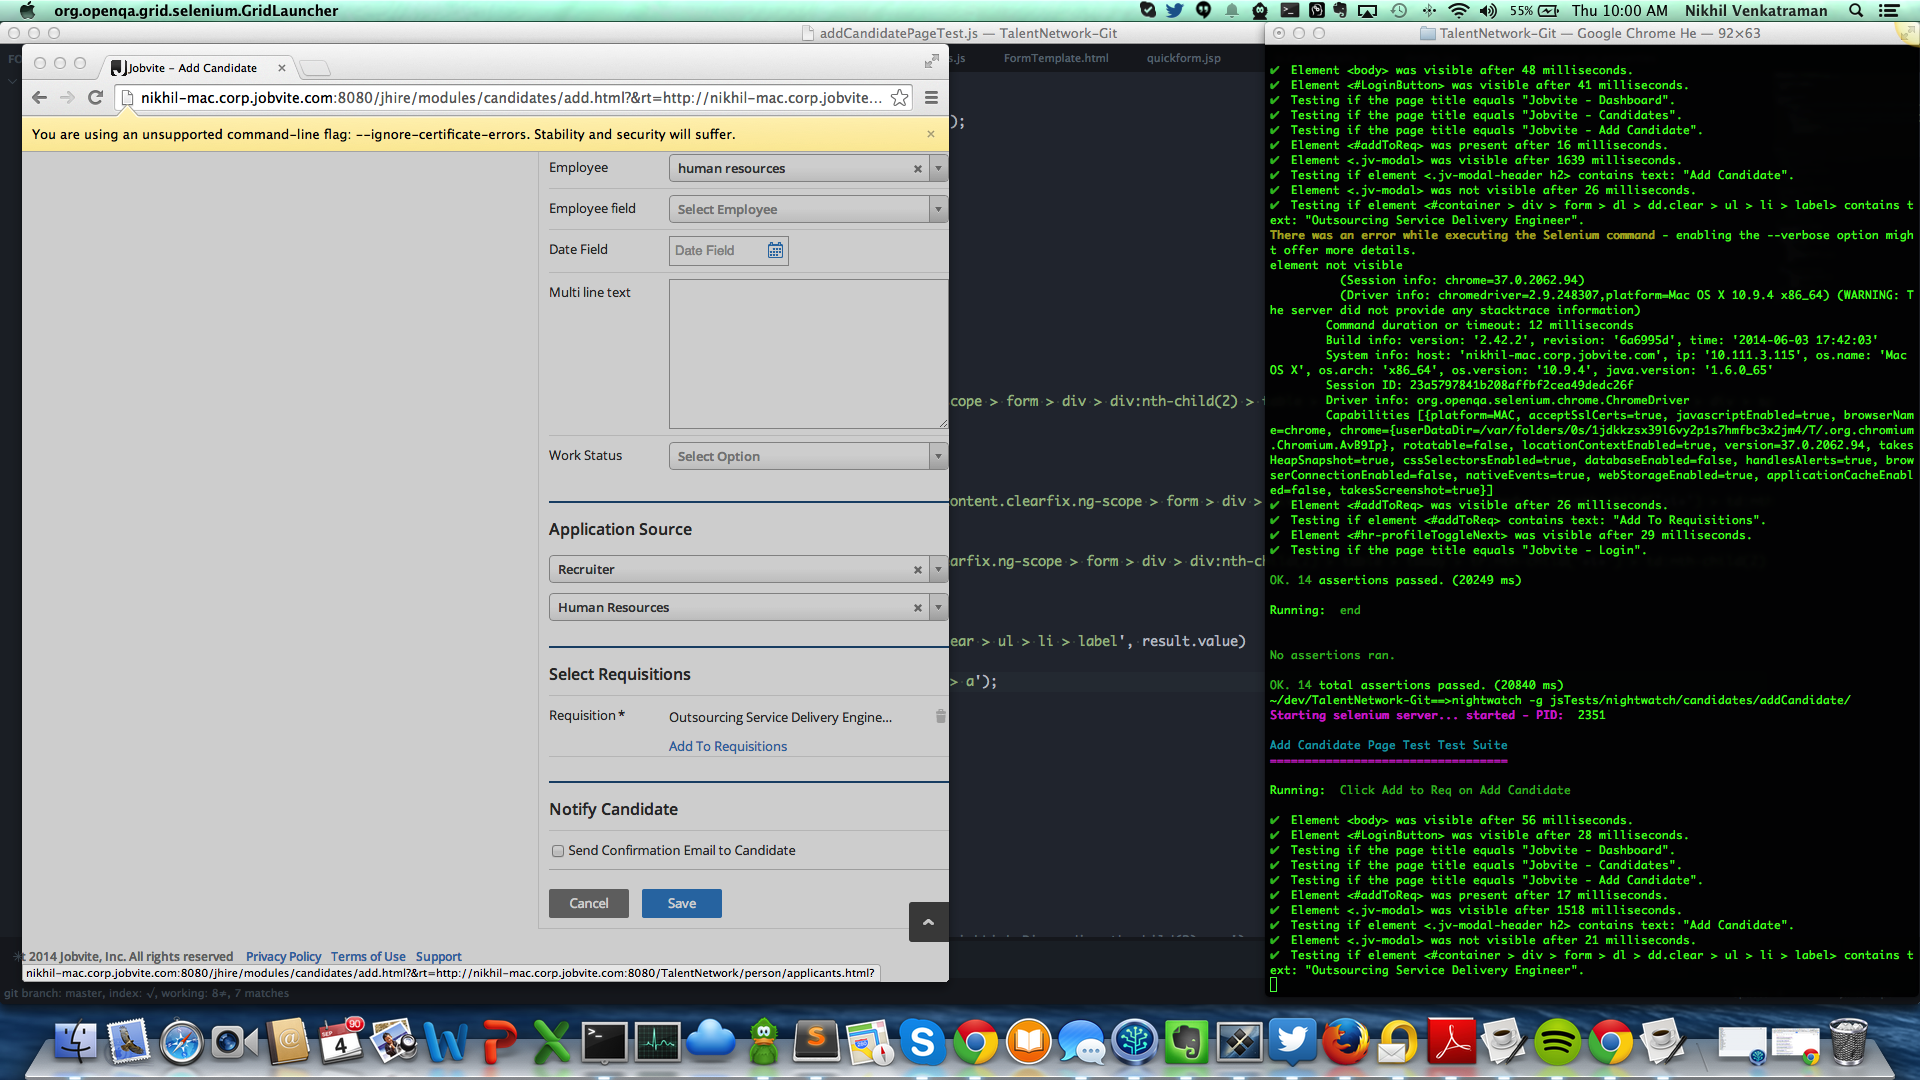 org.openqa.grid.selenium.GridLauncher
55%
Thu 10:00 AM
Nikhil Venkatraman
addCandidatePageTest.js — TalentNetwork-Git
FormTemplate.html
quickform.jsp
Jobvite - Add Candidate
nikhil-mac.corp.jobvite.com:8080/jhire/modules/candidates/add.html?&rt=http://nikhil-mac.corp.jobvite...
You are using an unsupported command-line flag: --ignore-certificate-errors. Stability and security will suffer.
Employee
human resources
Employee field
Select Employee
Date Field
Date Field
Multi line text
Work Status
Select Option
Application Source
Recruiter
Human Resources
Select Requisitions
Requisition *
Outsourcing Service Delivery Engine...
Add To Requisitions
Notify Candidate
Send Confirmation Email to Candidate
Cancel
Save
2014 Jobvite, Inc. All rights reserved
Privacy Policy
Terms of Use
Support
nikhil-mac.corp.jobvite.com:8080/jhire/modules/candidates/add.html?&rt=http://nikhil-mac.corp.jobvite.com:8080/TalentNetwork/person/applicants.html?
git branch: master, index: √, working: 8≠, 7 matches
);
cope > form > div > div:nth-child(2) >
ontent.clearfix.ng-scope > form > div >
arfix.ng-scope > form > div > div:nth-c
ear > ul > li > label', result.value)
> a');
TalentNetwork-Git — Google Chrome He — 92×63
✔ Element <body> was visible after 48 milliseconds.
✔ Element <#LoginButton> was visible after 41 milliseconds.
✔ Testing if the page title equals "Jobvite - Dashboard".
✔ Testing if the page title equals "Jobvite - Candidates".
✔ Testing if the page title equals "Jobvite - Add Candidate".
✔ Element <#addToReq> was present after 16 milliseconds.
✔ Element <.jv-modal> was visible after 1639 milliseconds.
✔ Testing if element <.jv-modal-header h2> contains text: "Add Candidate".
✔ Element <.jv-modal> was not visible after 26 milliseconds.
✔ Testing if element <#container > div > form > dl > dd.clear > ul > li > label> contains t
ext: "Outsourcing Service Delivery Engineer".
There was an error while executing the Selenium command - enabling the --verbose option migh
t offer more details.
element not visible
(Session info: chrome=37.0.2062.94)
(Driver info: chromedriver=2.9.248307,platform=Mac OS X 10.9.4 x86_64) (WARNING: T
he server did not provide any stacktrace information)
Command duration or timeout: 12 milliseconds
Build info: version: '2.42.2', revision: '6a6995d', time: '2014-06-03 17:42:03'
System info: host: 'nikhil-mac.corp.jobvite.com', ip: '10.111.3.115', os.name: 'Mac
OS X', os.arch: 'x86_64', os.version: '10.9.4', java.version: '1.6.0_65'
Session ID: 23a5797841b208affbf2cea49dedc26f
Driver info: org.openqa.selenium.chrome.ChromeDriver
Capabilities [{platform=MAC, acceptSslCerts=true, javascriptEnabled=true, browserNa
me=chrome, chrome={userDataDir=/var/folders/0s/1jdkkzsx39l6vy2p1s7hmfbc3x2jm4/T/.org.chromium
.Chromium.AvB9Ip}, rotatable=false, locationContextEnabled=true, version=37.0.2062.94, takes
HeapSnapshot=true, cssSelectorsEnabled=true, databaseEnabled=false, handlesAlerts=true, brow
serConnectionEnabled=false, nativeEvents=true, webStorageEnabled=true, applicationCacheEnabl
ed=false, takesScreenshot=true}]
✔ Element <#addToReq> was visible after 26 milliseconds.
✔ Testing if element <#addToReq> contains text: "Add To Requisitions".
✔ Element <#hr-profileToggleNext> was visible after 29 milliseconds.
✔ Testing if the page title equals "Jobvite - Login".
OK. 14 assertions passed. (20249 ms)
Running: end
No assertions ran.
OK. 14 total assertions passed. (20840 ms)
~/dev/TalentNetwork-Git==>nightwatch -g jsTests/nightwatch/candidates/addCandidate/
Starting selenium server... started - PID: 2351
Add Candidate Page Test Test Suite
==================================
Running: Click Add to Req on Add Candidate
✔ Element <body> was visible after 56 milliseconds.
✔ Element <#LoginButton> was visible after 28 milliseconds.
✔ Testing if the page title equals "Jobvite - Dashboard".
✔ Testing if the page title equals "Jobvite - Candidates".
✔ Testing if the page title equals "Jobvite - Add Candidate".
✔ Element <#addToReq> was present after 17 milliseconds.
✔ Element <.jv-modal> was visible after 1518 milliseconds.
✔ Testing if element <.jv-modal-header h2> contains text: "Add Candidate".
✔ Element <.jv-modal> was not visible after 21 milliseconds.
✔ Testing if element <#container > div > form > dl > dd.clear > ul > li > label> contains t
ext: "Outsourcing Service Delivery Engineer".
SEP
4
90